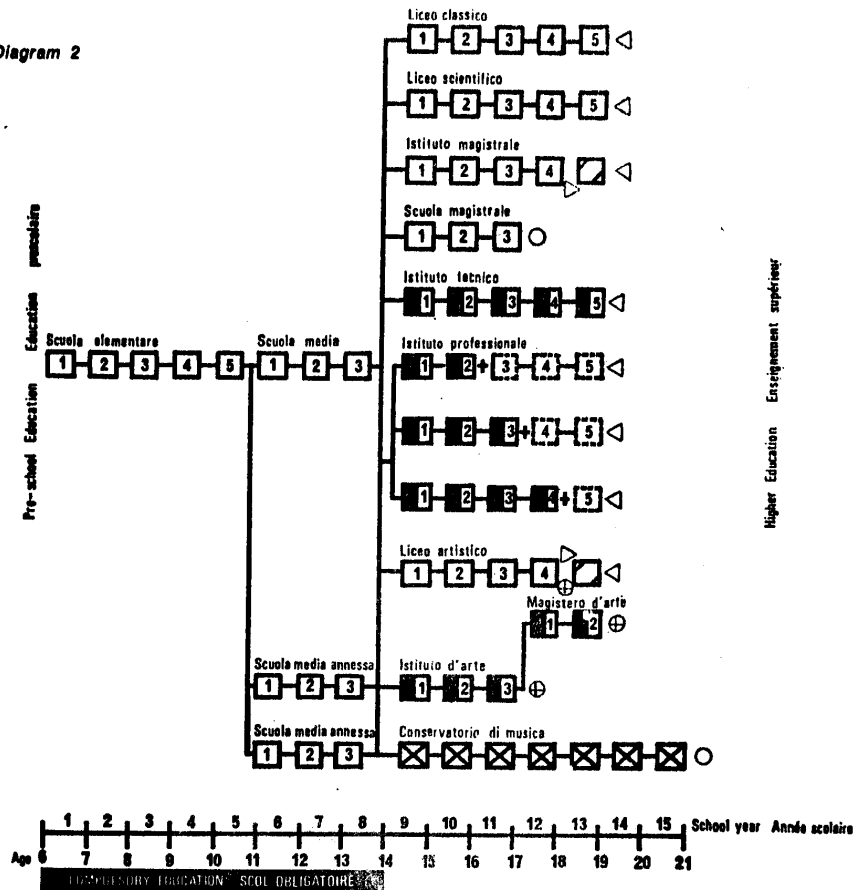 Diagram 2
Liceo classico
1 2 3 4 5
Liceo scientifico
1 2 3 4 5
Istituto magistrale
1 2 3 4
Scuola magistrale
1 2 3
Istituto tecnico
1 2 3 4 5
Scuola elementare
1 2 3 4 5
Scuola media
1 2 3
Istituto professionale
1 2 + 3 4 5
1 2 3 + 4 5
1 2 3 4 + 5
Liceo artistico
1 2 3 4
Magistero d'arte
1 2
Scuola media annessa
1 2 3
Istituto d'arte
1 2 3
Scuola media annessa
1 2 3
Conservatorio di musica
Pre-school Education Education prescolaire
Higher Education Enseignement supérieur
1 2 3 4 5 6 7 8 9 10 11 12 13 14 15 School year Année scolaire
Age 6 7 8 9 10 11 12 13 14 15 16 17 18 19 20 21
COMPULSORY EDUCATION SCOL OBLIGATOIRE